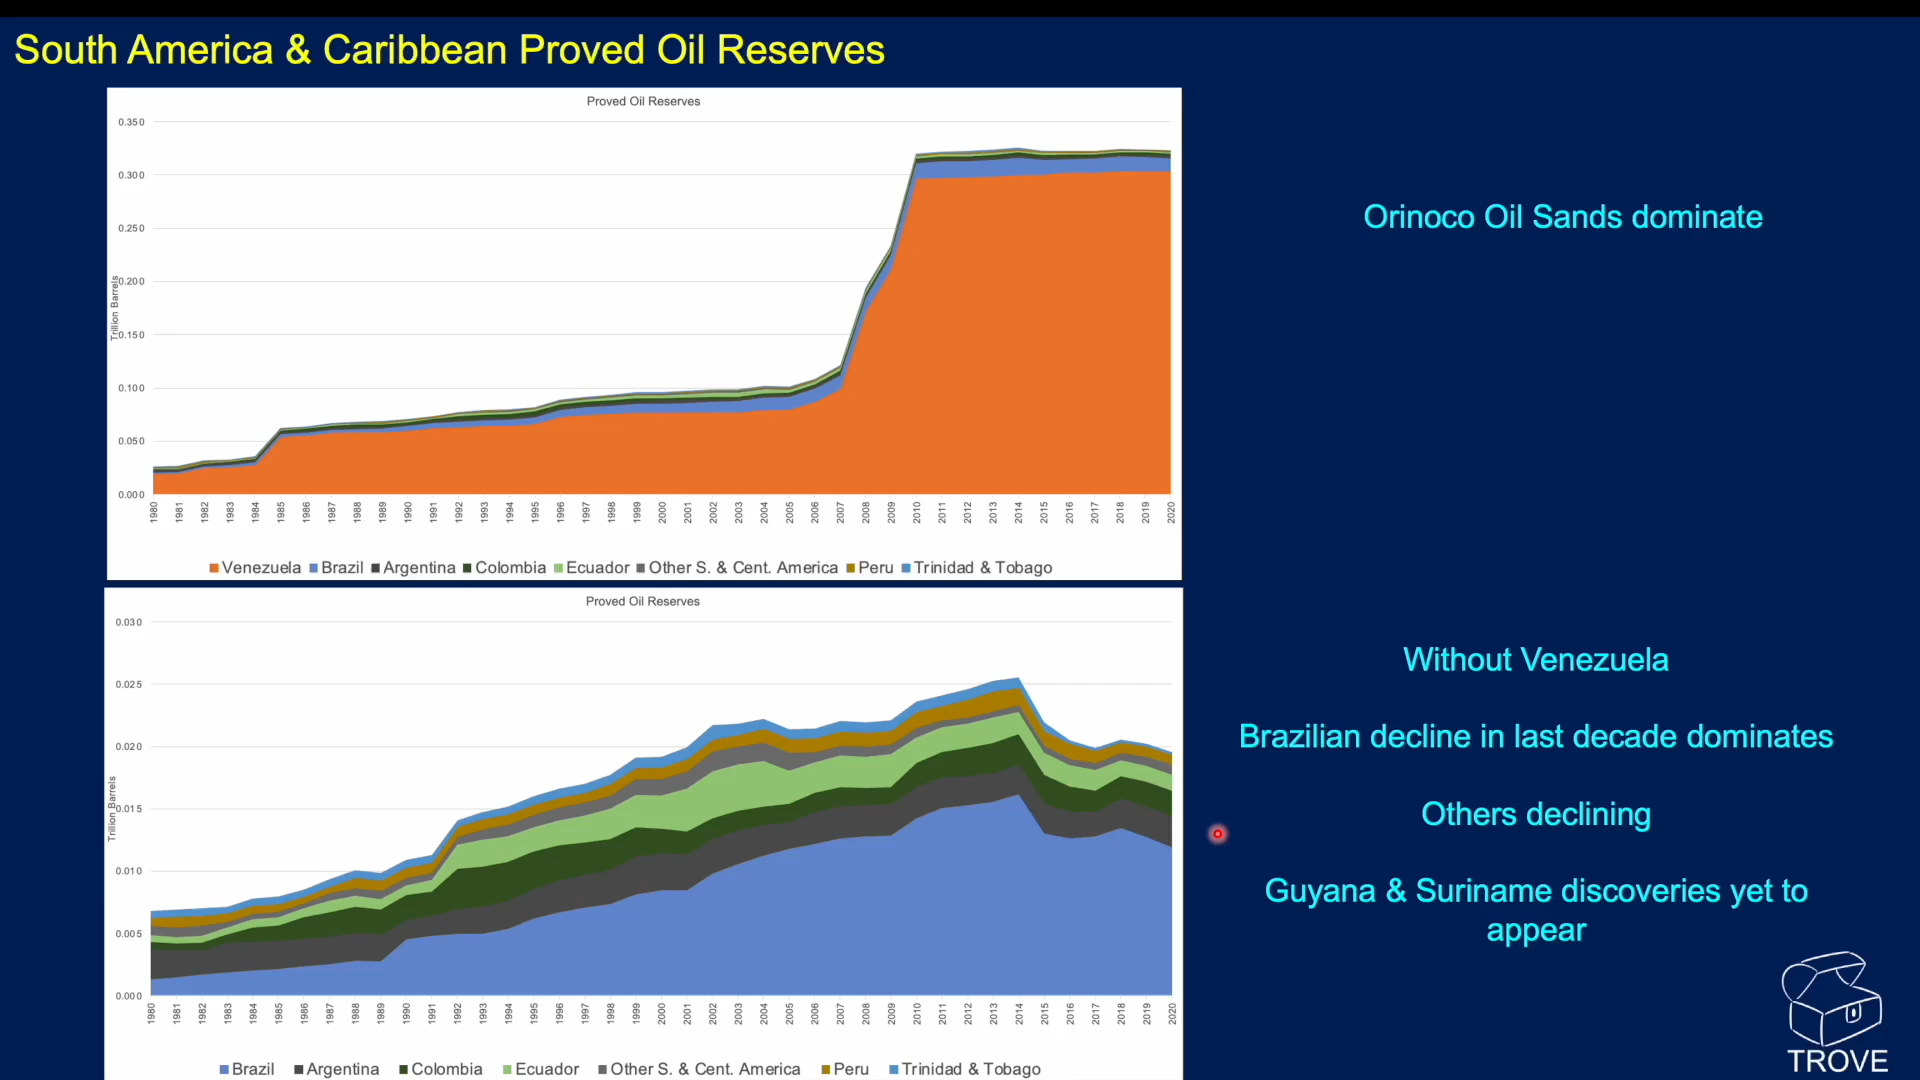 South America & Caribbean Proved Oil Reserves
Proved Oil Reserves
0.350
0.300
0.250
0.200
0.150
0.100
0.050
0.000
Trillion Barrels
1980 1981 1982 1983 1984 1985 1986 1987 1988 1989 1990 1991 1992 1993 1994 1995 1996 1997 1998 1999 2000 2001 2002 2003 2004 2005 2006 2007 2008 2009 2010 2011 2012 2013 2014 2015 2016 2017 2018 2019 2020
Venezuela Brazil Argentina Colombia Ecuador Other S. & Cent. America Peru Trinidad & Tobago
Orinoco Oil Sands dominate
Proved Oil Reserves
0.030
0.025
0.020
0.015
0.010
0.005
0.000
Trillion Barrels
1980 1981 1982 1983 1984 1985 1986 1987 1988 1989 1990 1991 1992 1993 1994 1995 1996 1997 1998 1999 2000 2001 2002 2003 2004 2005 2006 2007 2008 2009 2010 2011 2012 2013 2014 2015 2016 2017 2018 2019 2020
Brazil Argentina Colombia Ecuador Other S. & Cent. America Peru Trinidad & Tobago
Without Venezuela
Brazilian decline in last decade dominates
Others declining
Guyana & Suriname discoveries yet to
appear
TROVE